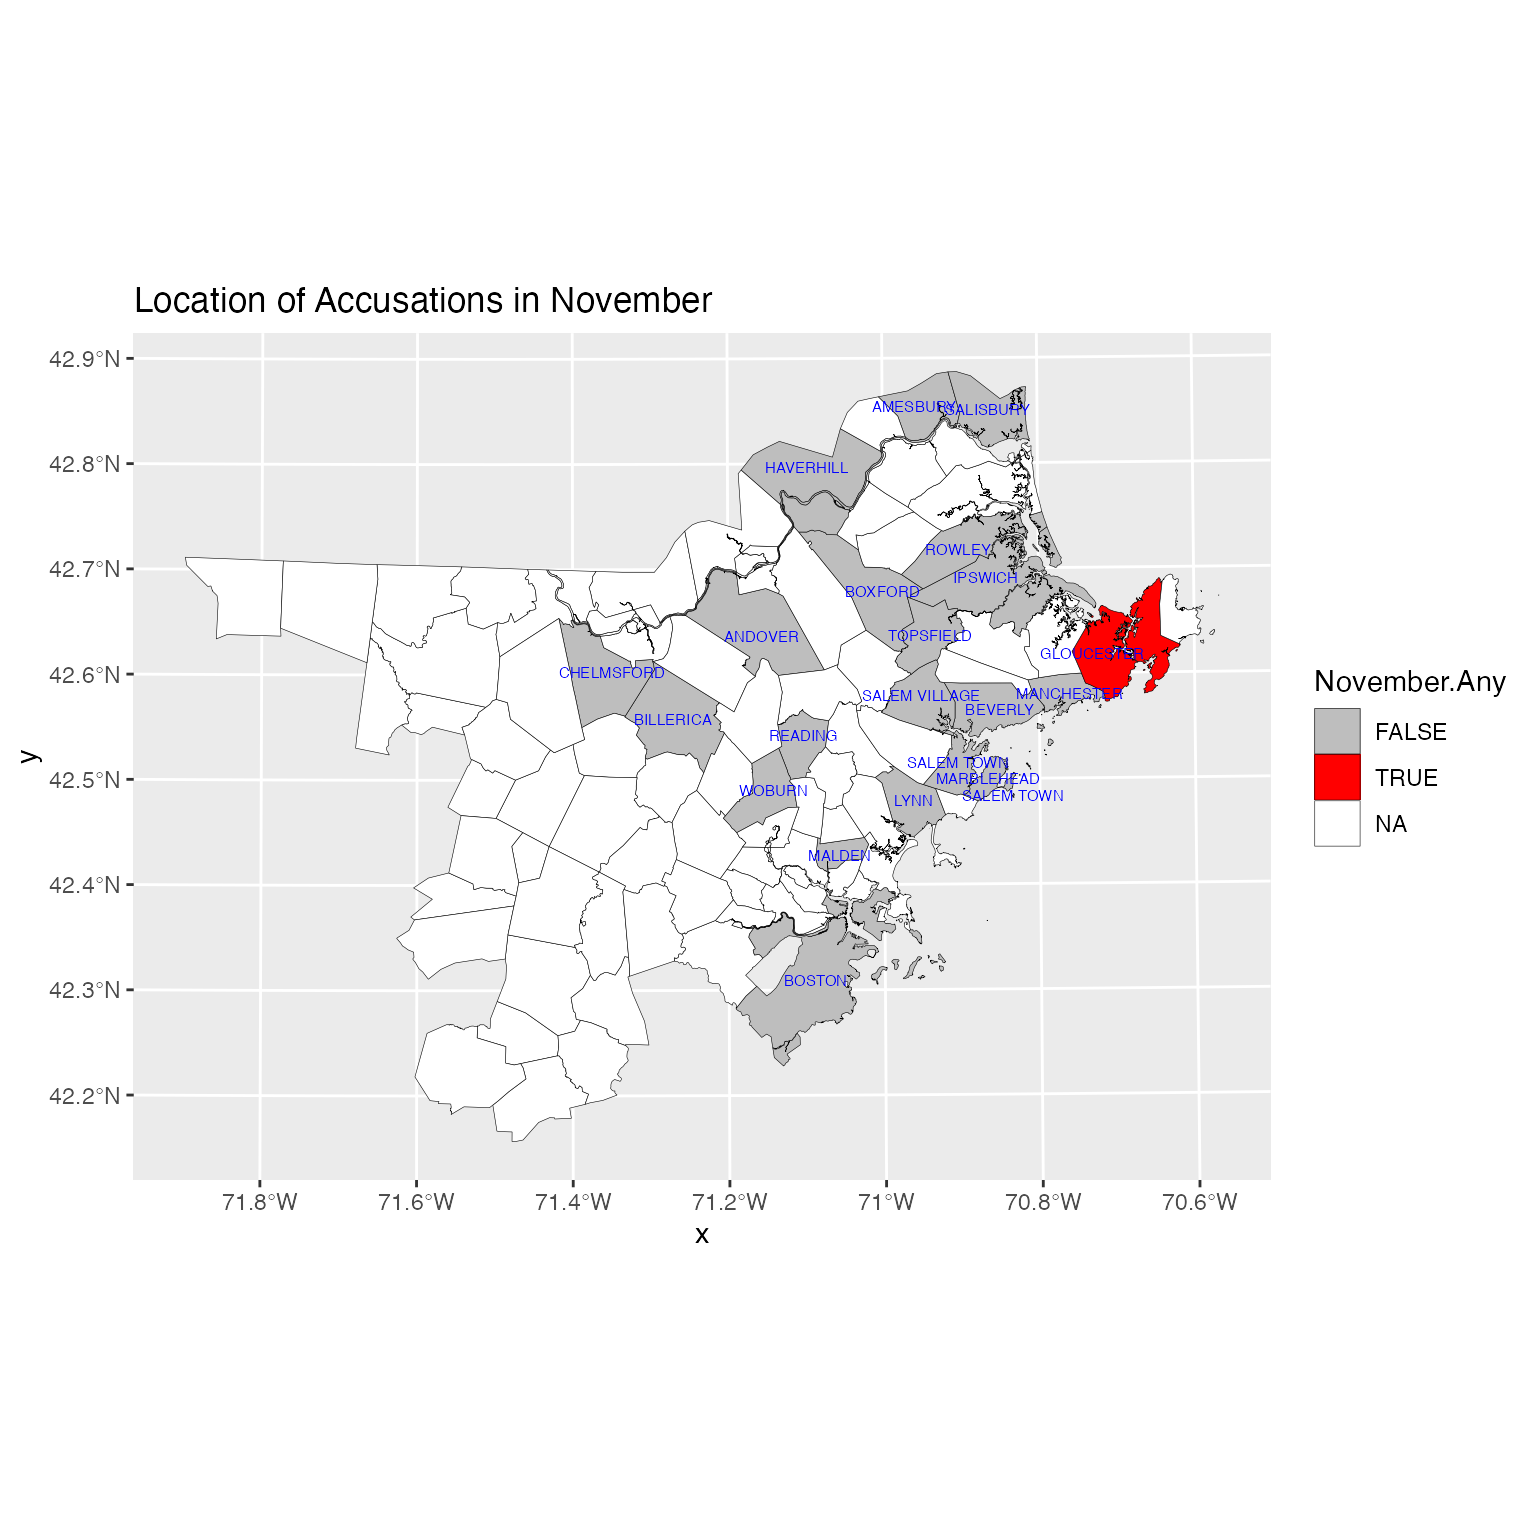 Location of Accusations in November
42.9°N
42.8°N
42.7°N
42.6°N
42.5°N
42.4°N
42.3°N
42.2°N
y
AMESBURY
SALISBURY
HAVERHILL
ROWLEY
IPSWICH
BOXFORD
ANDOVER
TOPSFIELD
GLOUCESTER
CHELMSFORD
SALEM VILLAGE
MANCHESTER
BEVERLY
BILLERICA
READING
SALEM TOWN
MARBLEHEAD
WOBURN
SALEM TOWN
LYNN
MALDEN
BOSTON
71.8°W
71.6°W
71.4°W
71.2°W
71°W
70.8°W
70.6°W
x
November.Any
FALSE
TRUE
NA